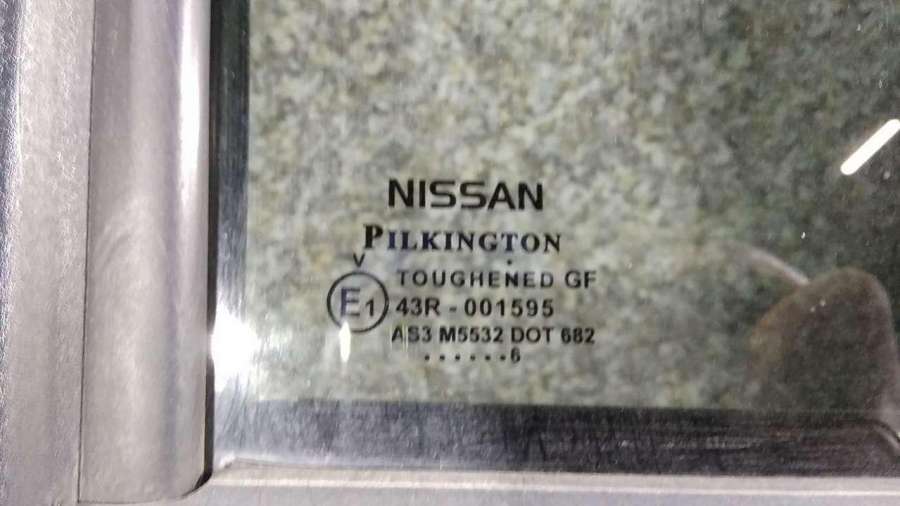 NISSAN
PILKINGTON
V
TOUGHENED GF
E1 43R - 001595
AS3 M5532 DOT 682
......6